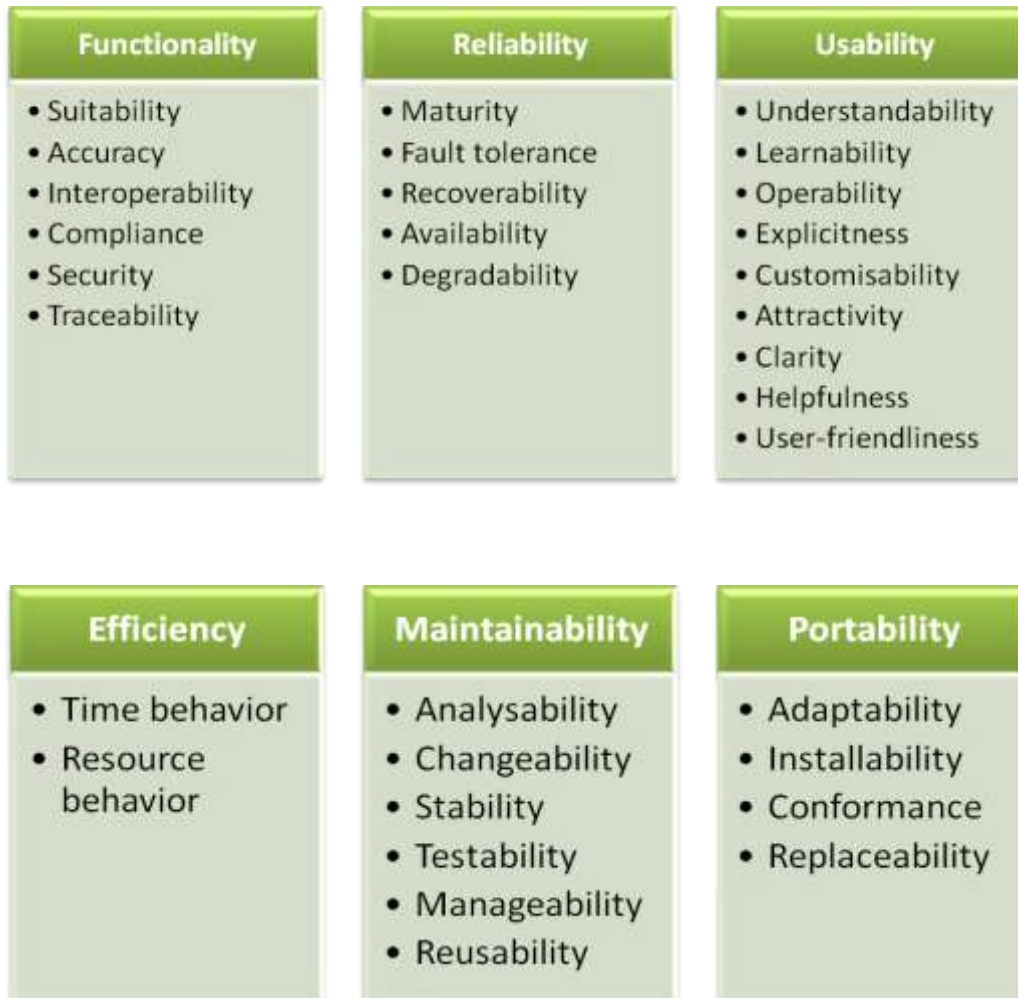 Functionality
• Suitability
• Accuracy
• Interoperability
• Compliance
• Security
• Traceability
Reliability
• Maturity
• Fault tolerance
• Recoverability
• Availability
• Degradability
Usability
• Understandability
• Learnability
• Operability
• Explicitness
• Customisability
• Attractivity
• Clarity
• Helpfulness
• User-friendliness
Efficiency
• Time behavior
• Resource
behavior
Maintainability
• Analysability
• Changeability
• Stability
• Testability
• Manageability
• Reusability
Portability
• Adaptability
• Installability
• Conformance
• Replaceability